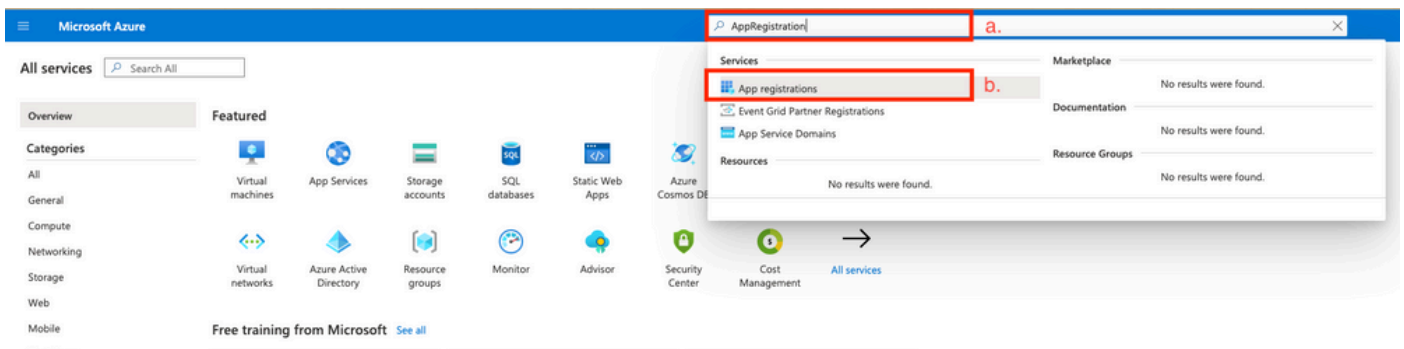 Microsoft Azure
AppRegistration
a.
All services
Search All
Services
App registrations
b.
Event Grid Partner Registrations
App Service Domains
Resources
No results were found.
Marketplace
No results were found.
Documentation
No results were found.
Resource Groups
No results were found.
Overview
Categories
All
General
Compute
Networking
Storage
Web
Mobile
Featured
Virtual
machines
App Services
Storage
accounts
SQL
SQL
databases
Static Web
Apps
Azure
Cosmos DB
Virtual
networks
Azure Active
Directory
Resource
groups
Monitor
Advisor
Security
Center
Cost
Management
All services
Free training from Microsoft See all